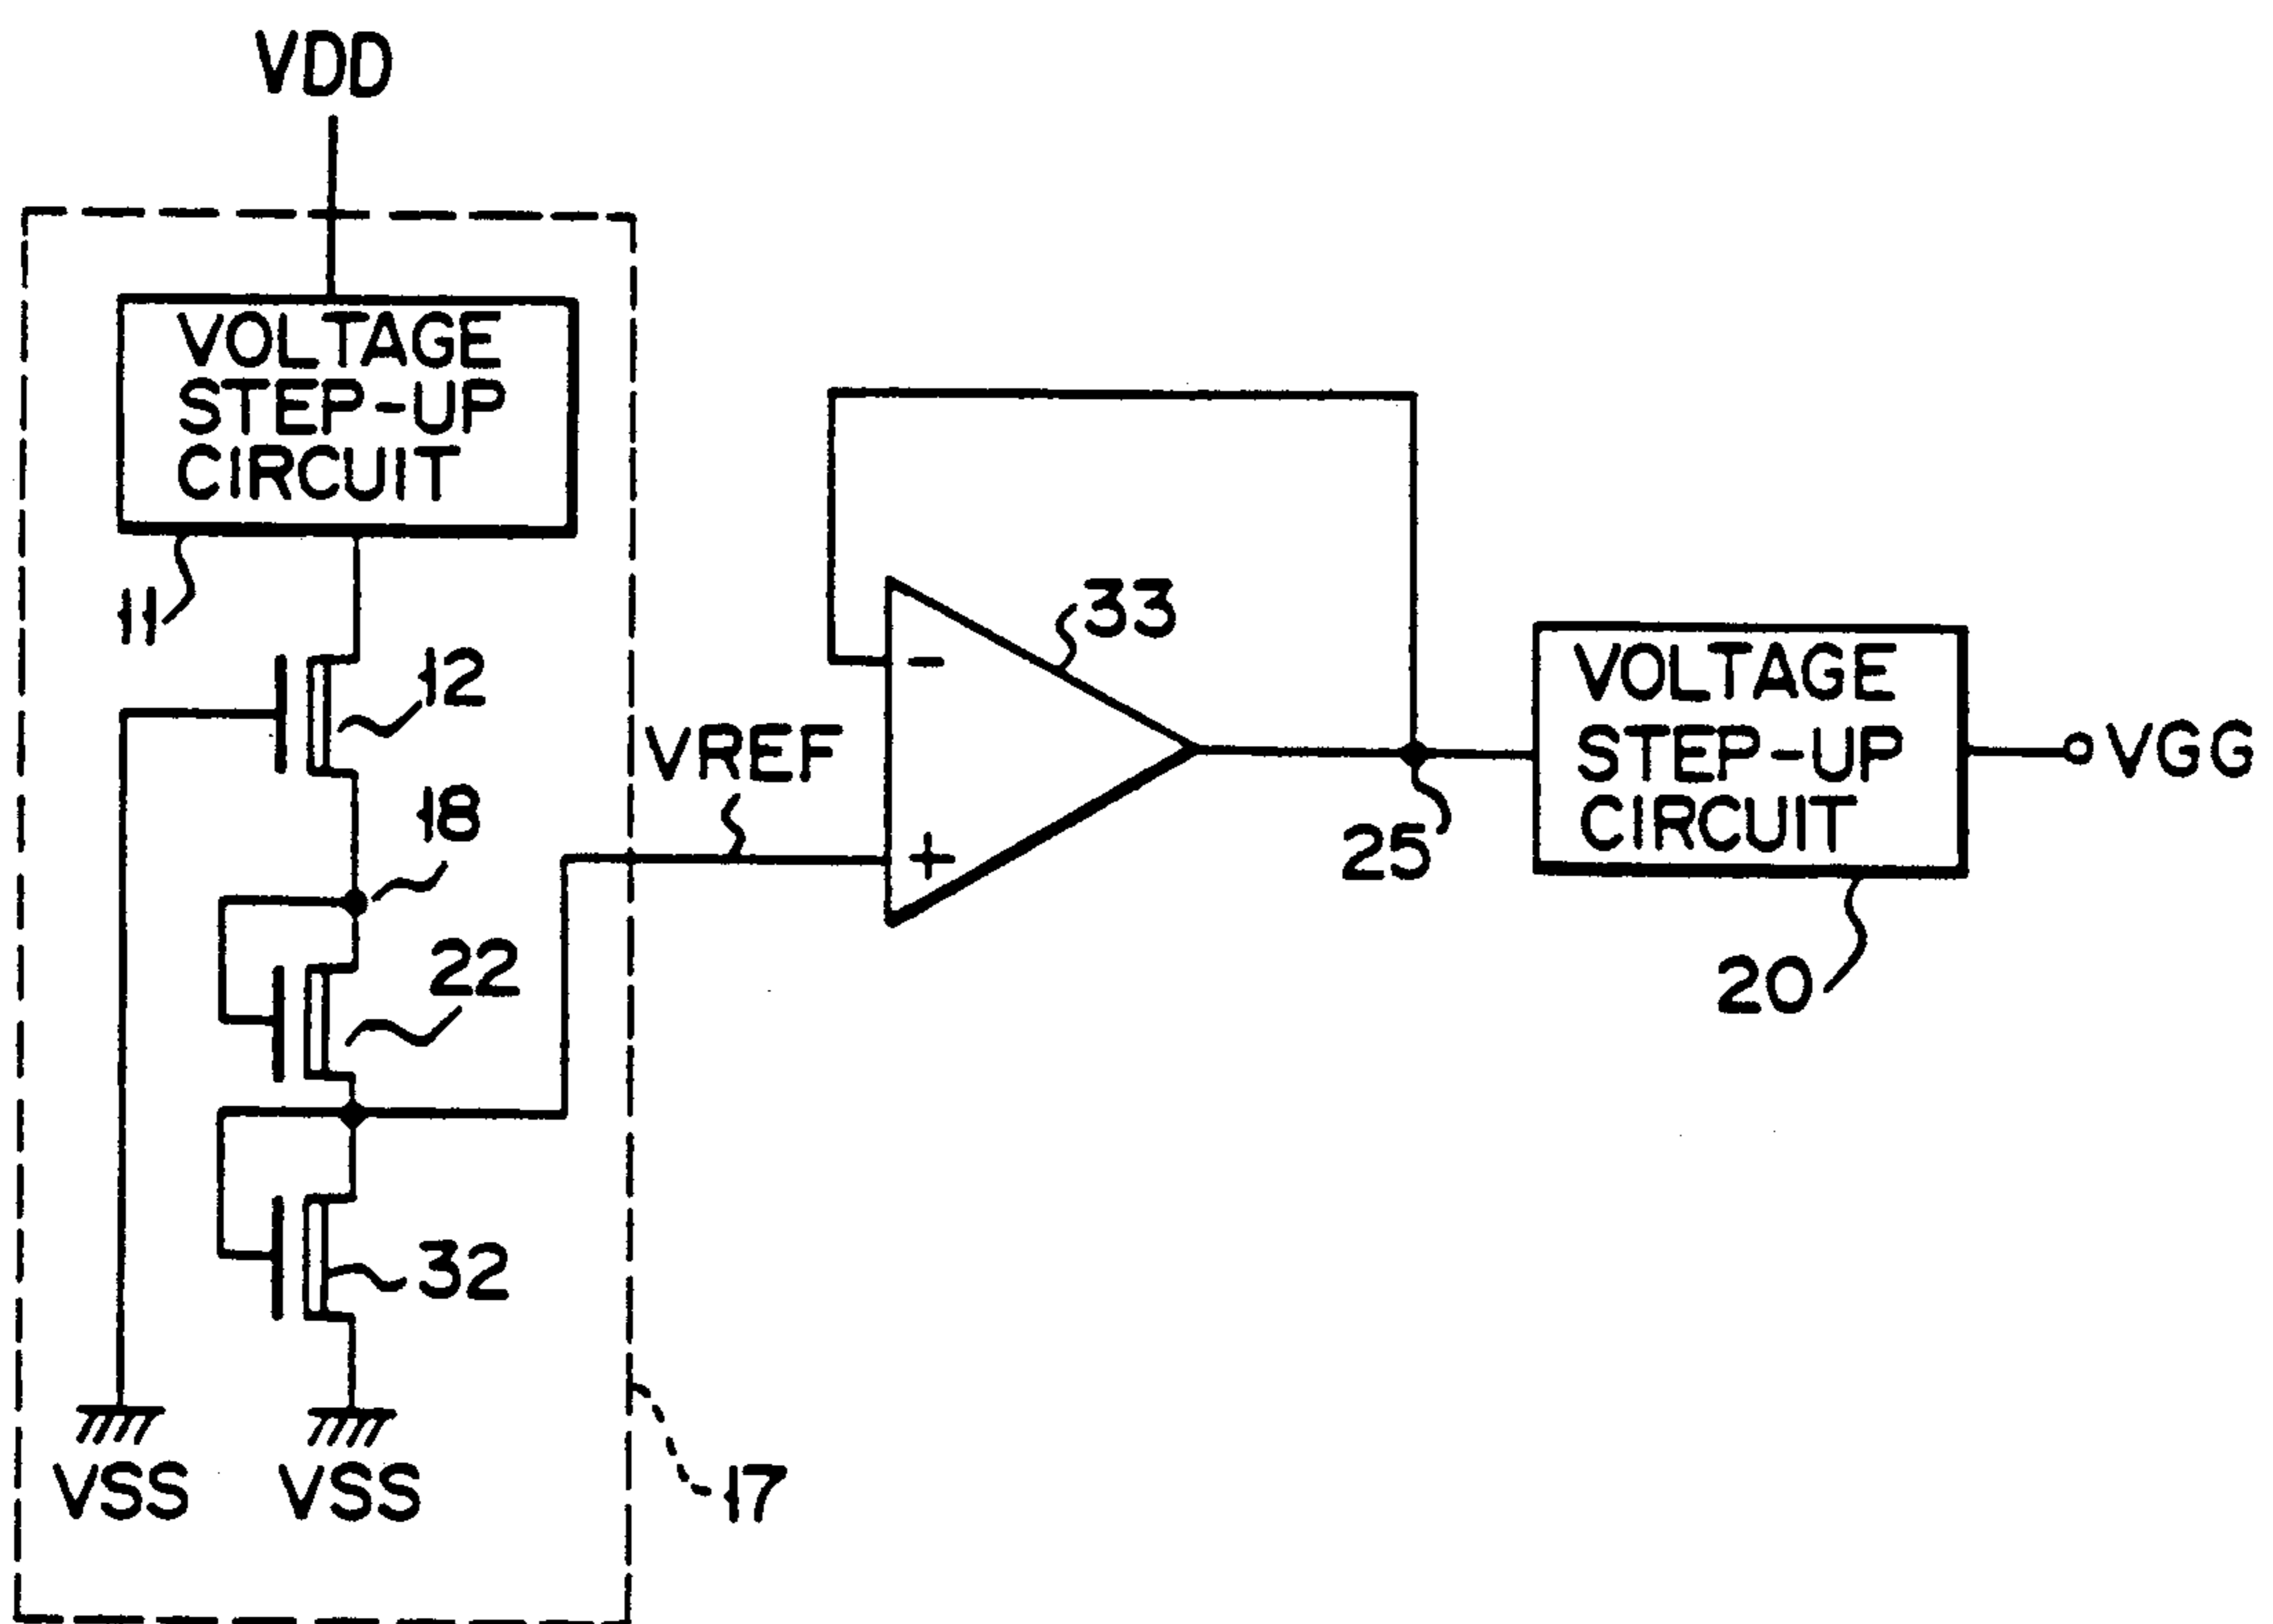 VDD
VOLTAGE
STEP-UP
CIRCUIT
11
12
18
22
32
VSS
VSS
17
VREF
-
+
33
25
VOLTAGE
STEP-UP
CIRCUIT
20
VGG